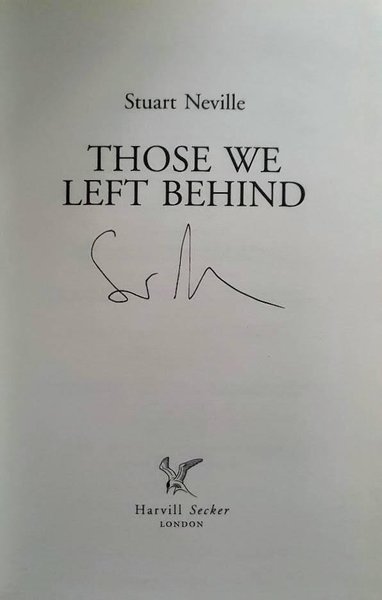 Stuart Neville
THOSE WE
LEFT BEHIND
Harvill Secker
LONDON